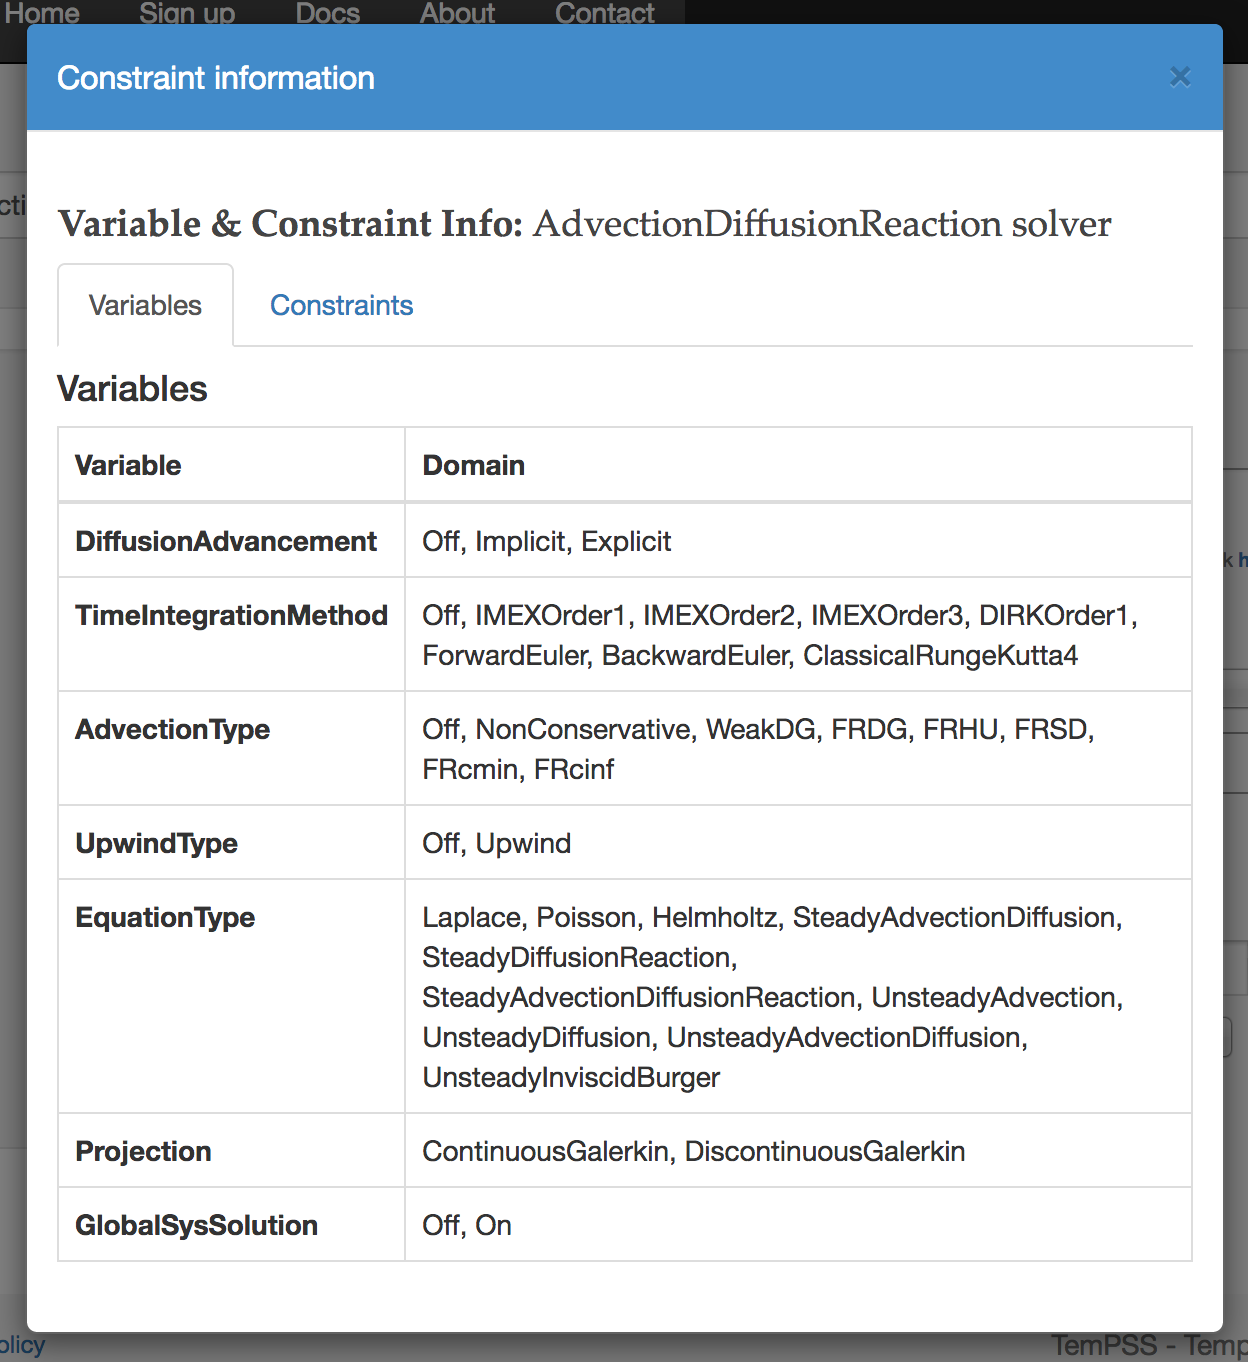 Home Sign up Docs About Contact
Constraint information ×
Variable & Constraint Info: AdvectionDiffusionReaction solver
Variables Constraints
Variables
Variable Domain
DiffusionAdvancement Off, Implicit, Explicit
TimeIntegrationMethod Off, IMEXOrder1, IMEXOrder2, IMEXOrder3, DIRKOrder1,
ForwardEuler, BackwardEuler, ClassicalRungeKutta4
AdvectionType Off, NonConservative, WeakDG, FRDG, FRHU, FRSD,
FRcmin, FRcinf
UpwindType Off, Upwind
EquationType Laplace, Poisson, Helmholtz, SteadyAdvectionDiffusion,
SteadyDiffusionReaction,
SteadyAdvectionDiffusionReaction, UnsteadyAdvection,
UnsteadyDiffusion, UnsteadyAdvectionDiffusion,
UnsteadyInviscidBurger
Projection ContinuousGalerkin, DiscontinuousGalerkin
GlobalSysSolution Off, On
olicy TemPSS - Temp